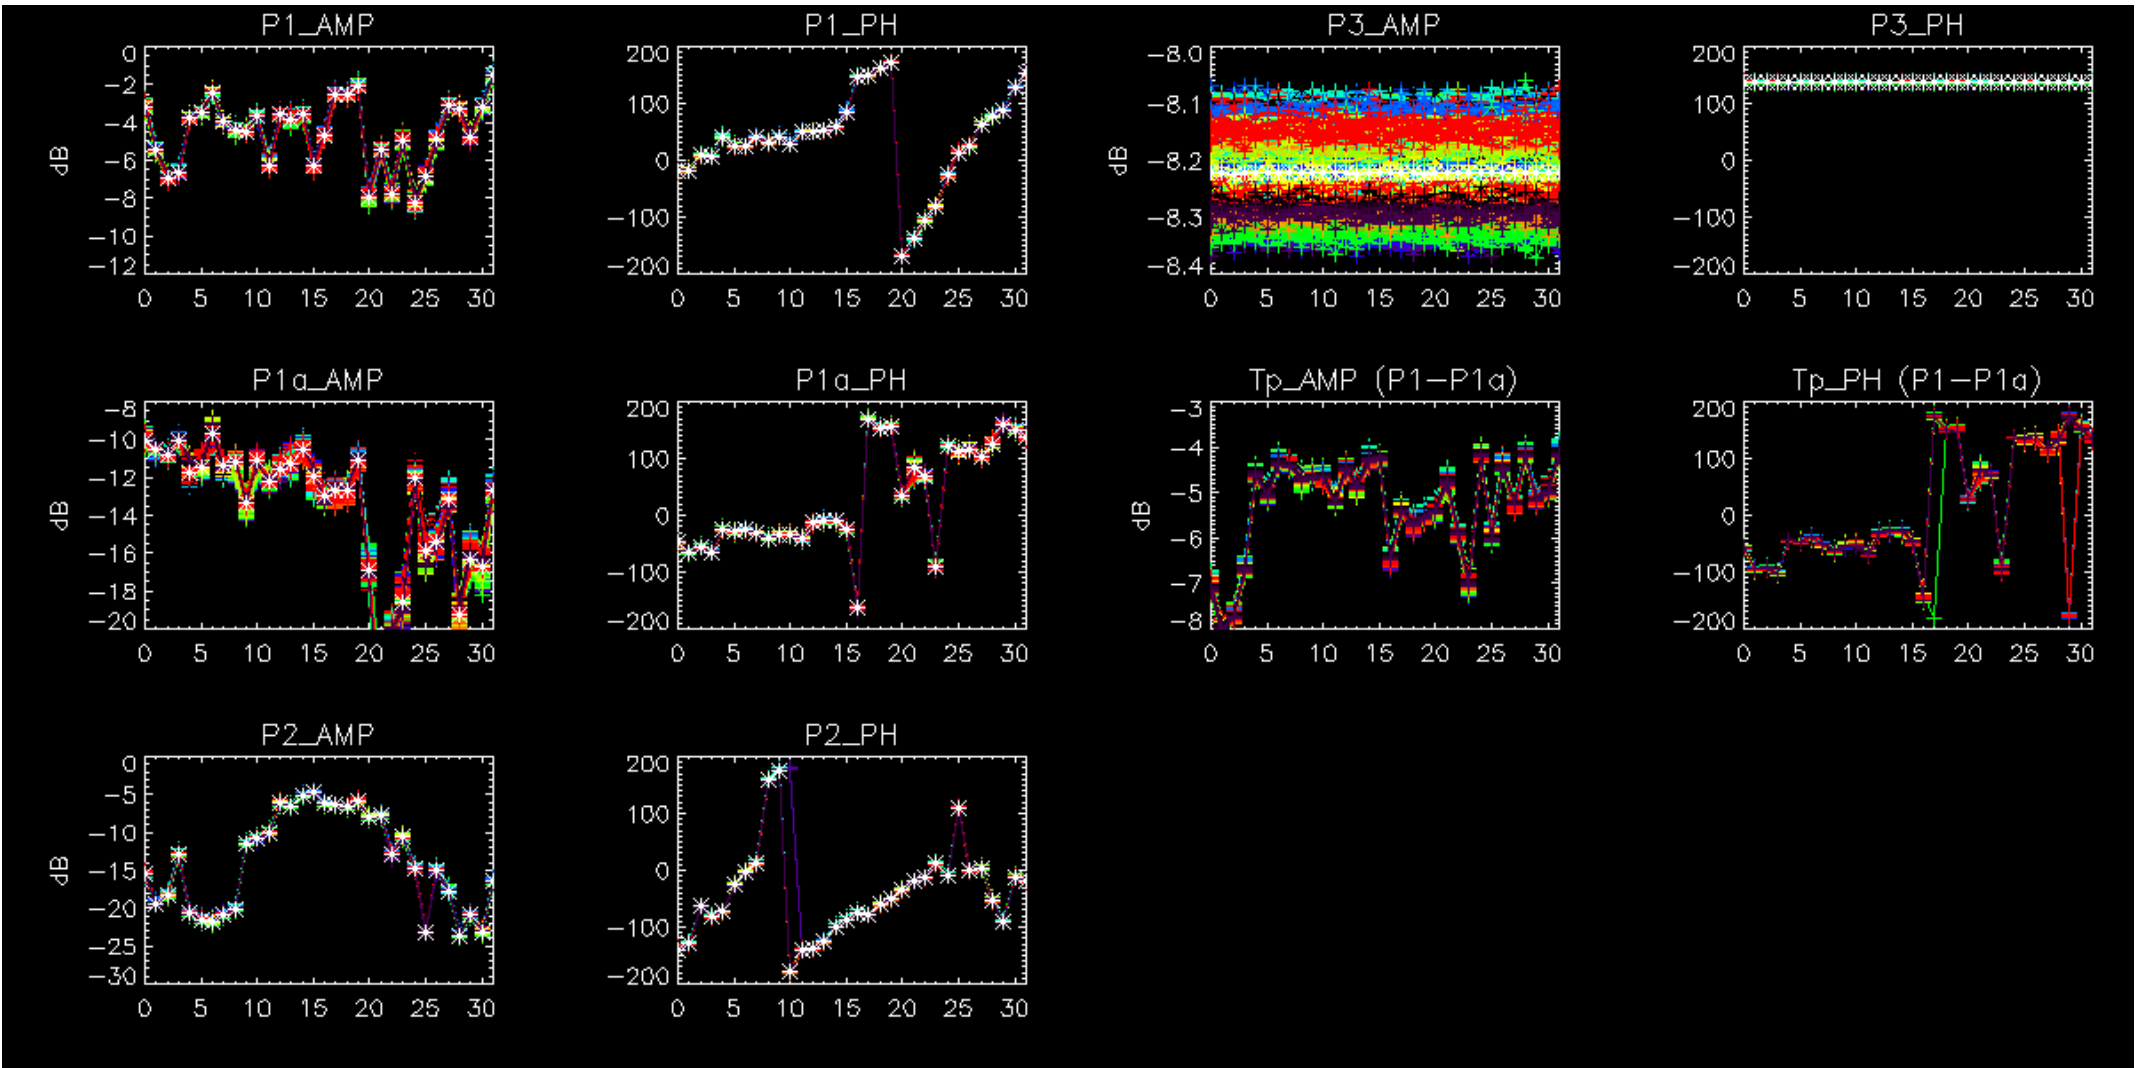 P1_AMP
dB
0
−2
−4
−6
−8
−10
−12
0 5 10 15 20 25 30
P1_PH
200
100
0
−100
−200
0 5 10 15 20 25 30
P3_AMP
dB
−8.0
−8.1
−8.2
−8.3
−8.4
0 5 10 15 20 25 30
P3_PH
200
100
0
−100
−200
0 5 10 15 20 25 30
P1a_AMP
dB
−8
−10
−12
−14
−16
−18
−20
0 5 10 15 20 25 30
P1a_PH
200
100
0
−100
−200
0 5 10 15 20 25 30
Tp_AMP (P1−P1a)
dB
−3
−4
−5
−6
−7
−8
0 5 10 15 20 25 30
Tp_PH (P1−P1a)
200
100
0
−100
−200
0 5 10 15 20 25 30
P2_AMP
dB
0
−5
−10
−15
−20
−25
−30
0 5 10 15 20 25 30
P2_PH
200
100
0
−100
−200
0 5 10 15 20 25 30